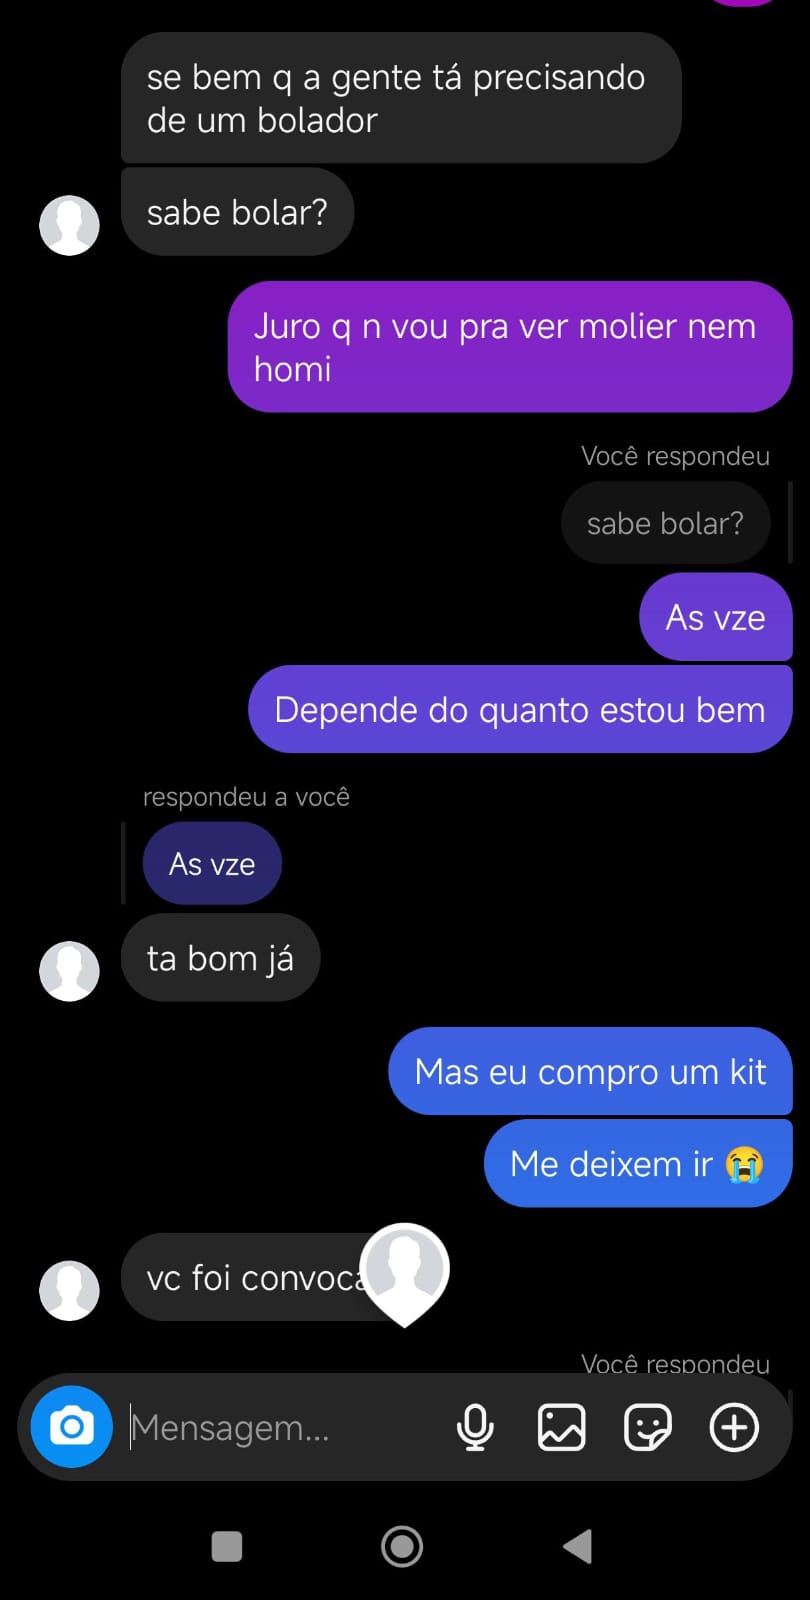 se bem q a gente tá precisando
de um bolador
sabe bolar?
Juro q n vou pra ver molier nem
homi
Você respondeu
sabe bolar?
As vze
Depende do quanto estou bem
respondeu a você
As vze
ta bom já
Mas eu compro um kit
Me deixem ir 😭
vc foi
Você respondeu
Mensagem...